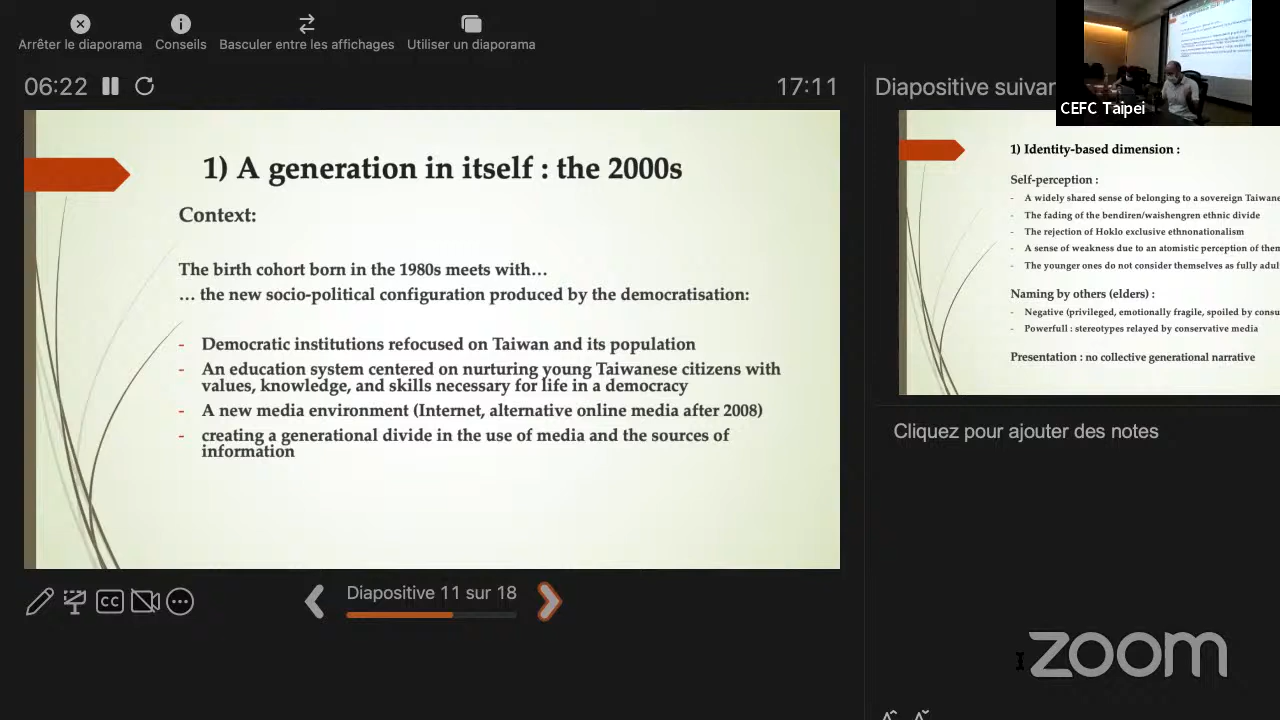 Arrêter le diaporama
Conseils
Basculer entre les affichages
Utiliser un diaporama
06:22
17:11
Diapositive suivan
CEFC Taipei
1) A generation in itself : the 2000s
Context:
The birth cohort born in the 1980s meets with…
… the new socio-political configuration produced by the democratisation:
- Democratic institutions refocused on Taiwan and its population
- An education system centered on nurturing young Taiwanese citizens with
values, knowledge, and skills necessary for life in a democracy
- A new media environment (Internet, alternative online media after 2008)
- creating a generational divide in the use of media and the sources of
information
1) Identity-based dimension :
Self-perception :
- A widely shared sense of belonging to a sovereign Taiwane
- The fading of the bendiren/waishengren ethnic divide
- The rejection of Hoklo exclusive ethnonationalism
- A sense of weakness due to an atomistic perception of them
- The younger ones do not consider themselves as fully adul
Naming by others (elders) :
- Negative (privileged, emotionally fragile, spoiled by consu
- Powerfull : stereotypes relayed by conservative media
Presentation : no collective generational narrative
Cliquez pour ajouter des notes
CC
Diapositive 11 sur 18
zoom